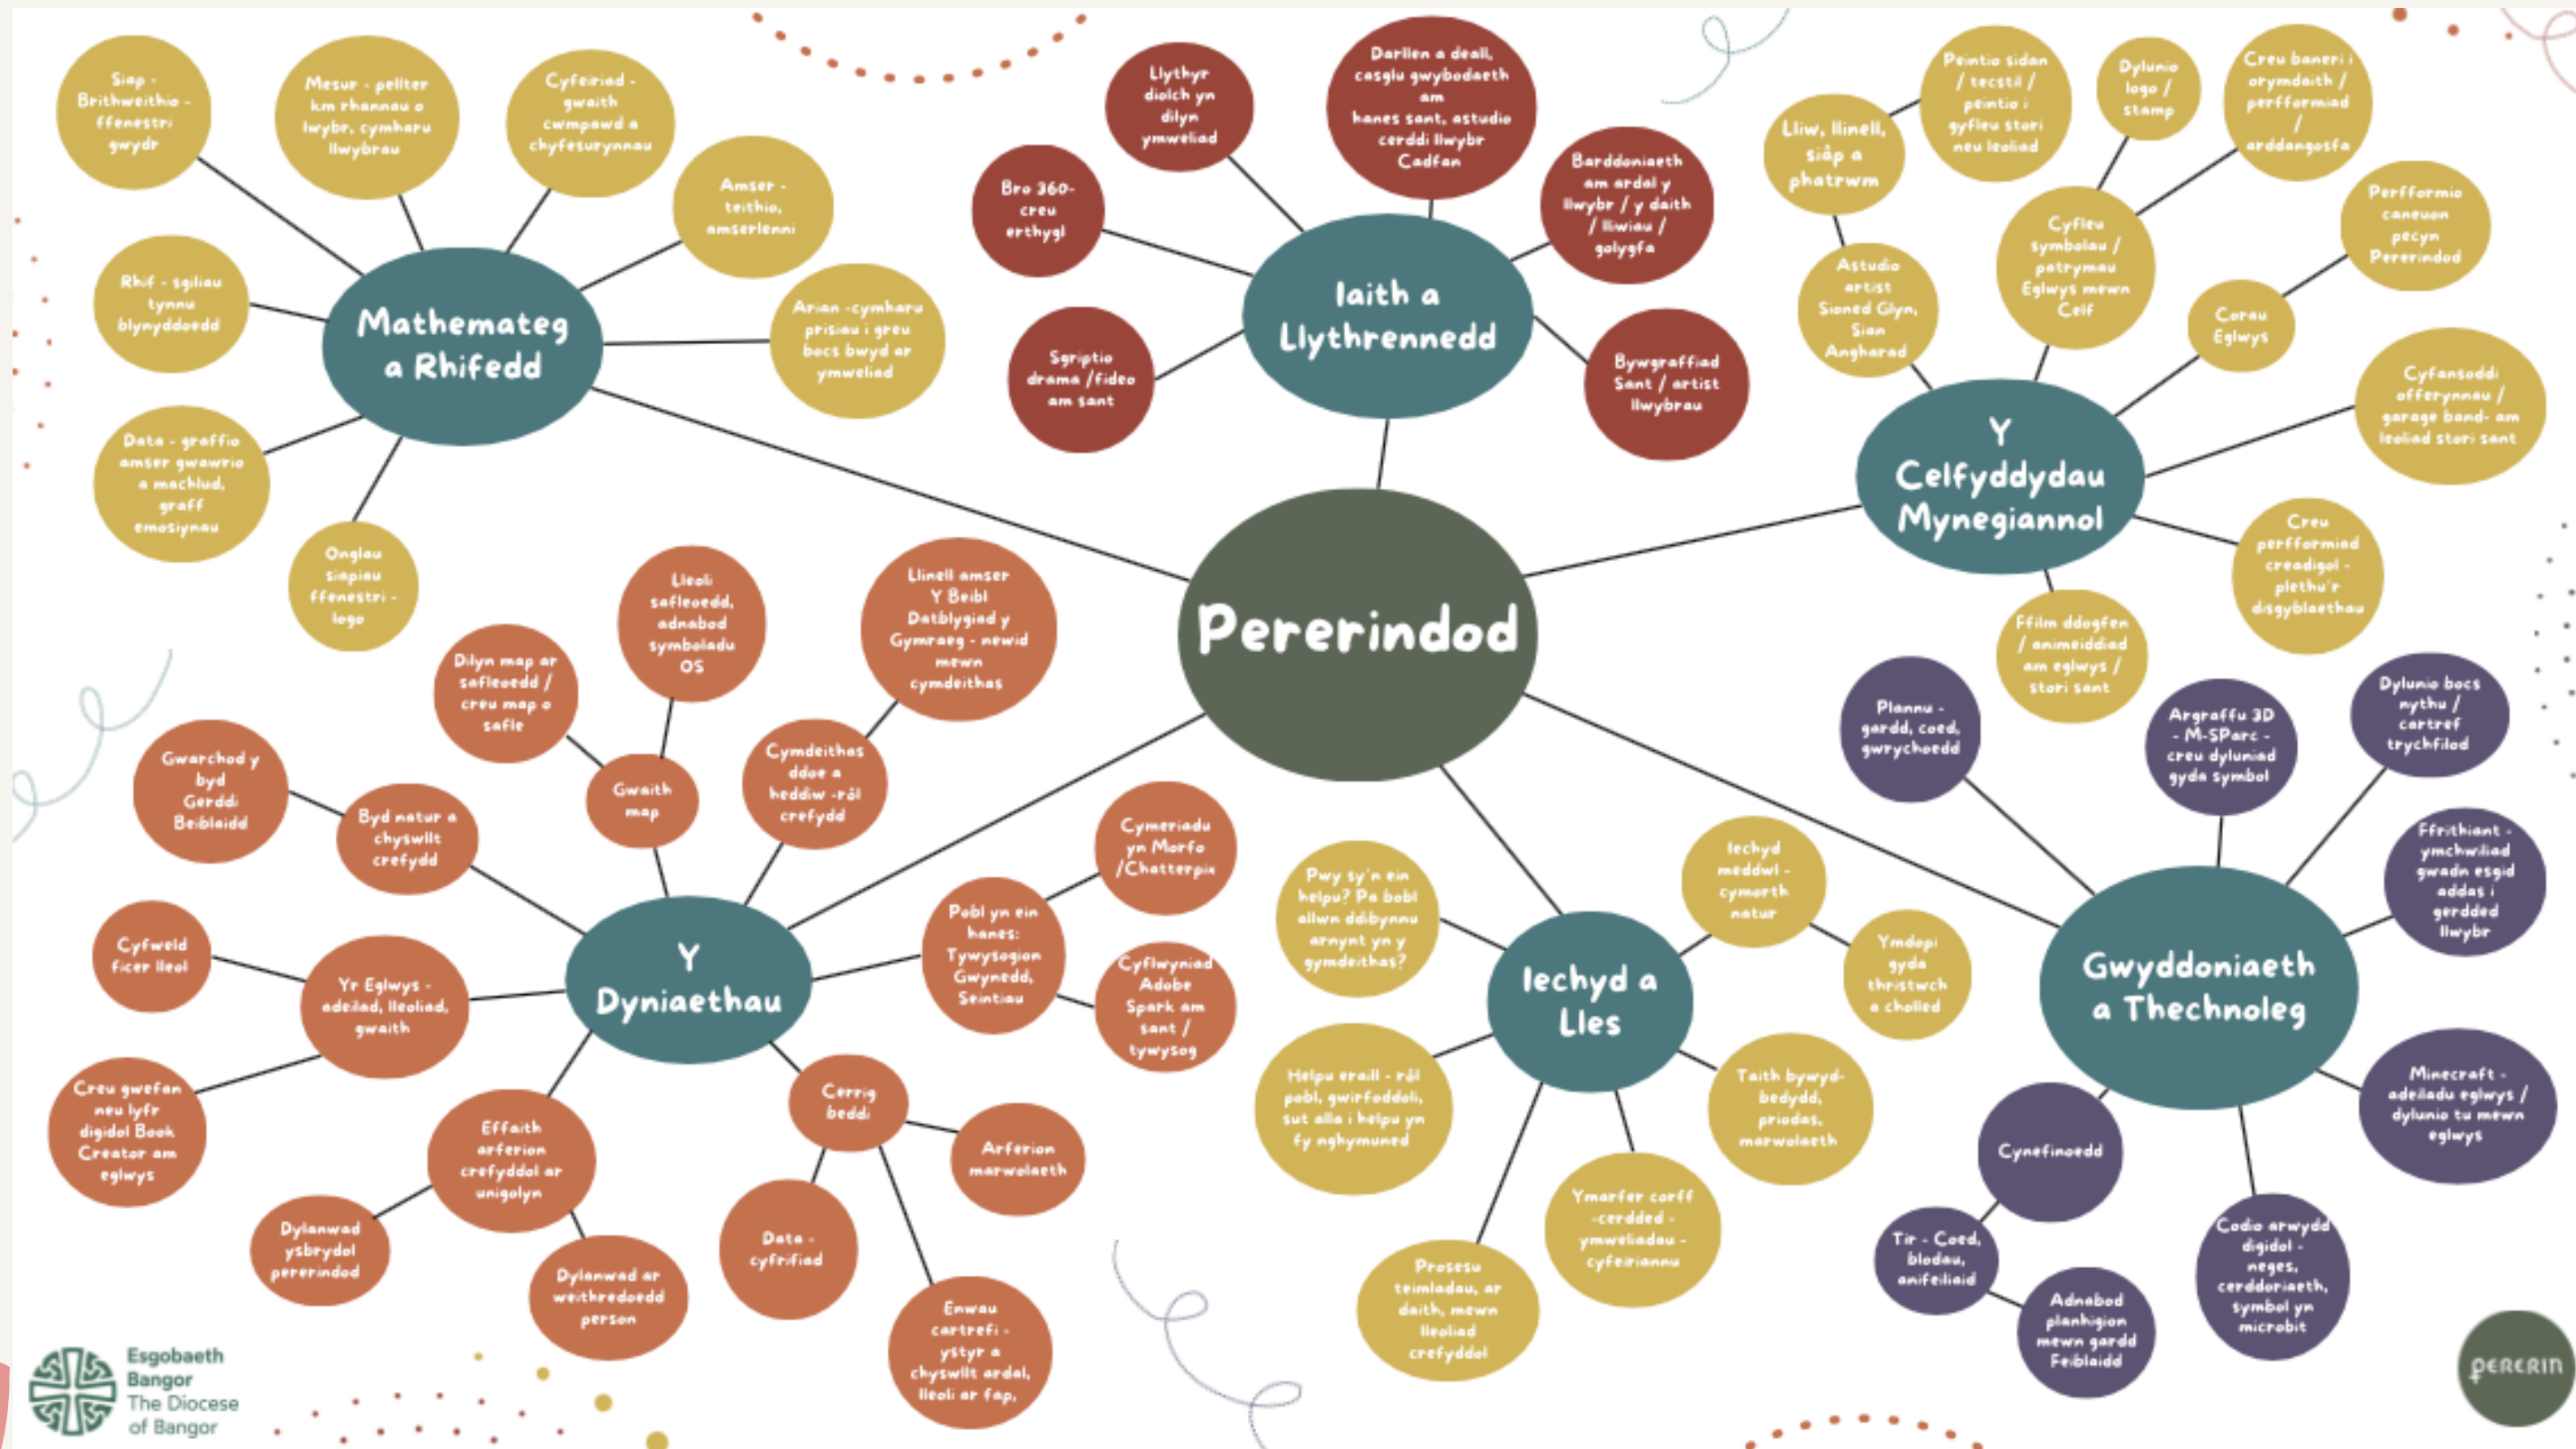 Siap -
Brithweithio -
ffenestri
gwydr
Mesur - pellter
km rhannau o
lwybr, cymharu
llwybrau
Cyfeiriad -
gwaith
cwmpawd a
chyfesurynnau
Amser -
teithio,
amserlenni
Arian -cymharu
prisiau i greu
bocs bwyd ar
ymweliad
Rhif - sgiliau
tynnu
blynyddoedd
Mathemateg
a Rhifedd
Data - graffio
amser gwawrio
a machlud,
graff
emosiynau
Onglau
siapiau
ffenestri -
logo
Llythyr
diolch yn
dilyn
ymweliad
Darllen a deall,
casglu gwybodaeth
am
hanes sant, astudio
cerddi llwybr
Cadfan
Barddoniaeth
am ardal y
llwybr / y daith
/ lliwiau /
golygfa
Bro 360-
creu
erthygl
Iaith a
Llythrennedd
Sgriptio
drama /fideo
am sant
Bywgraffiad
Sant / artist
llwybrau
Lliw, llinell,
siâp a
phatrwm
Peintio sidan
/ tecstil /
peintio i
gyfleu stori
neu leoliad
Dylunio
logo /
stamp
Creu baneri i
orymdaith /
perfformiad
/
arddangosfa
Astudio
artist
Sioned Glyn,
Sian
Angharad
Cyfleu
symbolau /
patrymau
Eglwys mewn
Celf
Perfformio
caneuon
pecyn
Pererindod
Corau
Eglwys
Y
Celfyddydau
Mynegiannol
Cyfansoddi
offerynnau /
garage band- am
leoliad stori sant
Creu
perfformiad
creadigol -
plethu'r
disgyblaethau
Ffilm ddogfen
/ animeiddiad
am eglwys /
stori sant
Pererindod
Lleoli
safleoedd,
adnabod
symboladu
OS
Dilyn map ar
safleoedd /
creu map o
safle
Gwaith
map
Llinell amser
Y Beibl
Datblygiad y
Gymraeg - newid
mewn
cymdeithas
Cymdeithas
ddoe a
heddiw -rôl
crefydd
Gwarchod y
byd
Gerddi
Beiblaidd
Byd natur a
chyswllt
crefydd
Cyfweld
ficer lleol
Yr Eglwys -
adeilad, lleoliad,
gwaith
Creu gwefan
neu lyfr
digidol Book
Creator am
eglwys
Y
Dyniaethau
Pobl yn ein
hanes:
Tywysogion
Gwynedd,
Seintiau
Cymeriadu
yn Morfo
/Chatterpix
Cyflwyniad
Adobe
Spark am
sant /
tywysog
Effaith
arferion
crefyddol ar
unigolyn
Dylanwad
ysbrydol
pererindod
Dylanwad ar
weithredoedd
person
Cerrig
beddi
Arferion
marwolaeth
Data -
cyfrifiad
Enwau
cartrefi -
ystyr a
chyswllt ardal,
lleoli ar fap,
Pwy sy'n ein
helpu? Pa bobl
allwn ddibynnu
arnynt yn y
gymdeithas?
Iechyd
meddwl -
cymorth
natur
Ymdopi
gyda
thristwch
a cholled
Iechyd a
Lles
Helpu eraill - rôl
pobl, gwirfoddoli,
sut alla i helpu yn
fy nghymuned
Taith bywyd-
bedydd,
priodas,
marwolaeth
Ymarfer corff
-cerdded -
ymweliadau -
cyfeiriannu
Prosesu
teimladau, ar
daith, mewn
lleoliad
crefyddol
Plannu -
gardd, coed,
gwrychoedd
Argraffu 3D
- M-SParc -
creu dyluniad
gyda symbol
Dylunio bocs
nythu /
cartref
trychfilod
Ffrithiant -
ymchwiliad
gwadn esgid
addas i
gerdded
llwybr
Gwyddoniaeth
a Thechnoleg
Minecraft -
adeiladu eglwys /
dylunio tu mewn
eglwys
Cynefinoedd
Tir - Coed,
blodau,
anifeiliaid
Adnabod
planhigion
mewn gardd
Feiblaidd
Codio arwydd
digidol -
neges,
cerddoriaeth,
symbol yn
microbit
Esgobaeth
Bangor
The Diocese
of Bangor
PERERIN